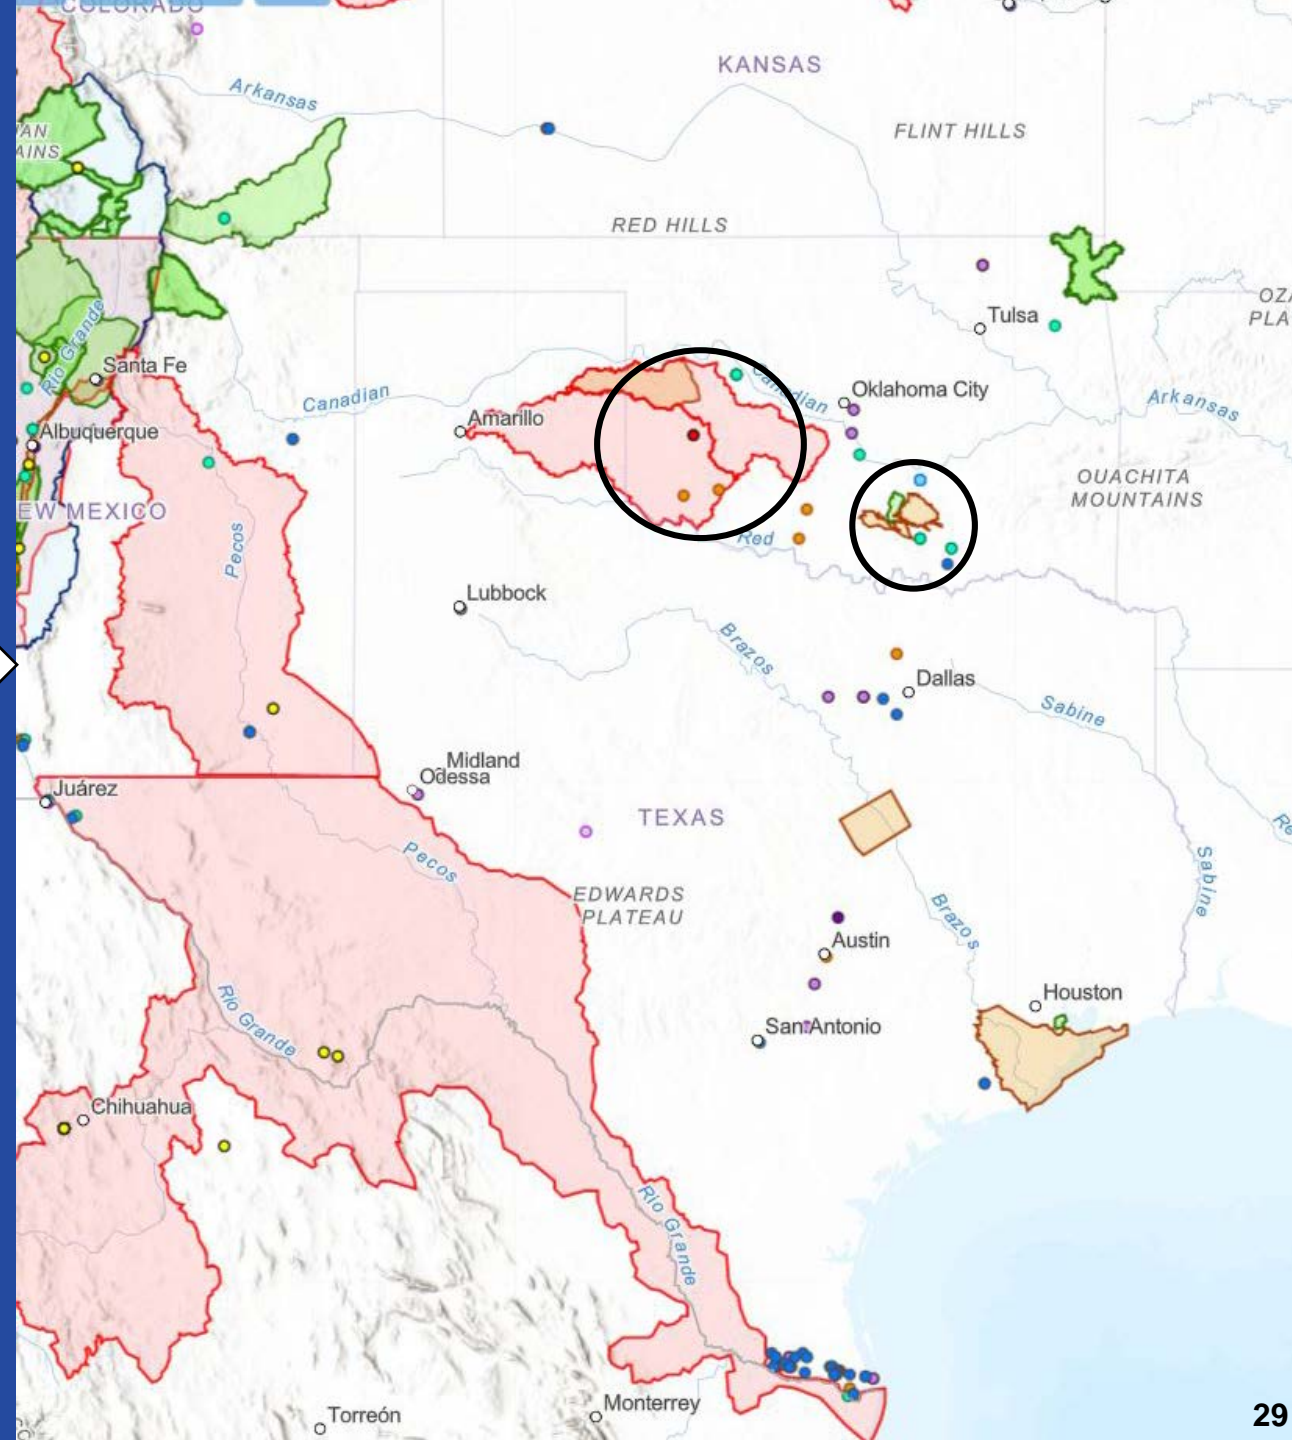 COLORADO
KANSAS
Arkansas
FLINT HILLS
AN
AINS
RED HILLS
Tulsa
OZA
PLA
Rio Grande
Santa Fe
Canadian
Amarillo
Canadian
Oklahoma City
Arkansas
Albuquerque
OUACHITA
MOUNTAINS
EW MEXICO
Pecos
Red
Lubbock
Brazos
Dallas
Sabine
Midland
Odessa
Juárez
TEXAS
Pecos
Sabine
Re
EDWARDS
PLATEAU
Brazos
Austin
Rio Grande
Houston
San Antonio
Chihuahua
Rio Grande
Monterrey
Torreón
29